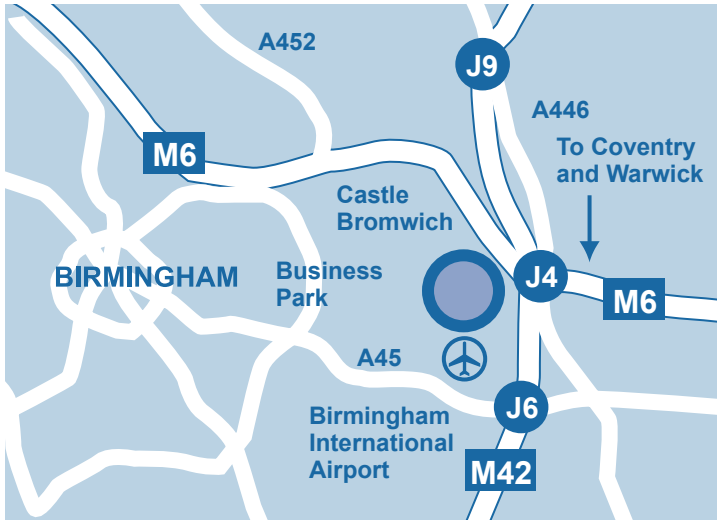 A452
J9
A446
M6
To Coventry
and Warwick
Castle
Bromwich
BIRMINGHAM
Business
Park
J4
M6
A45
J6
Birmingham
International
Airport
M42